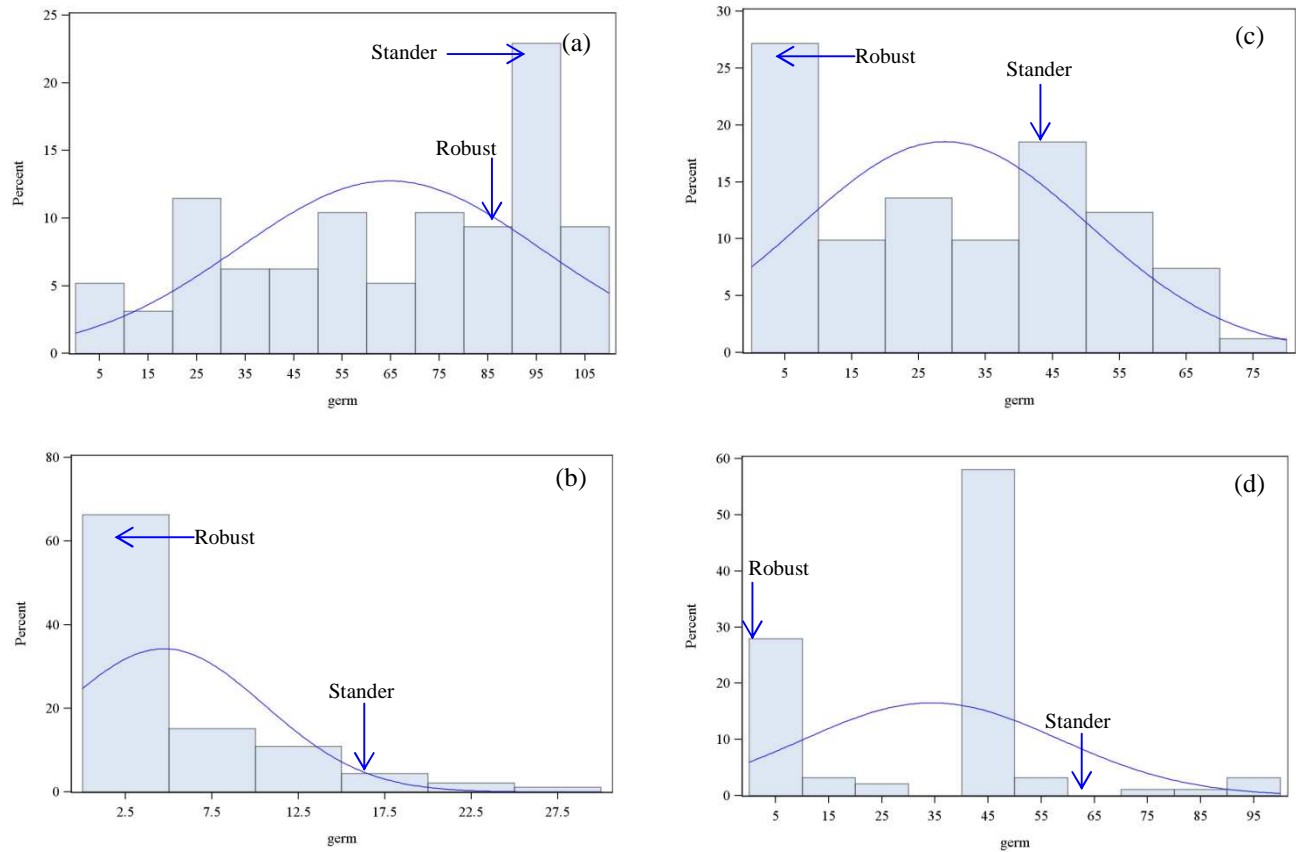 (a)
25
Stander
20
15
Robust
10
5
0
Percent
5 15 25 35 45 55 65 75 85 95 105
germ
(c)
30
Robust
Stander
25
20
15
10
5
0
Percent
5 15 25 35 45 55 65 75
germ
(b)
80
60
Robust
40
Stander
20
0
Percent
2.5 7.5 12.5 17.5 22.5 27.5
germ
(d)
60
50
40
Robust
30
20
Stander
10
0
Percent
5 15 25 35 45 55 65 75 85 95
germ